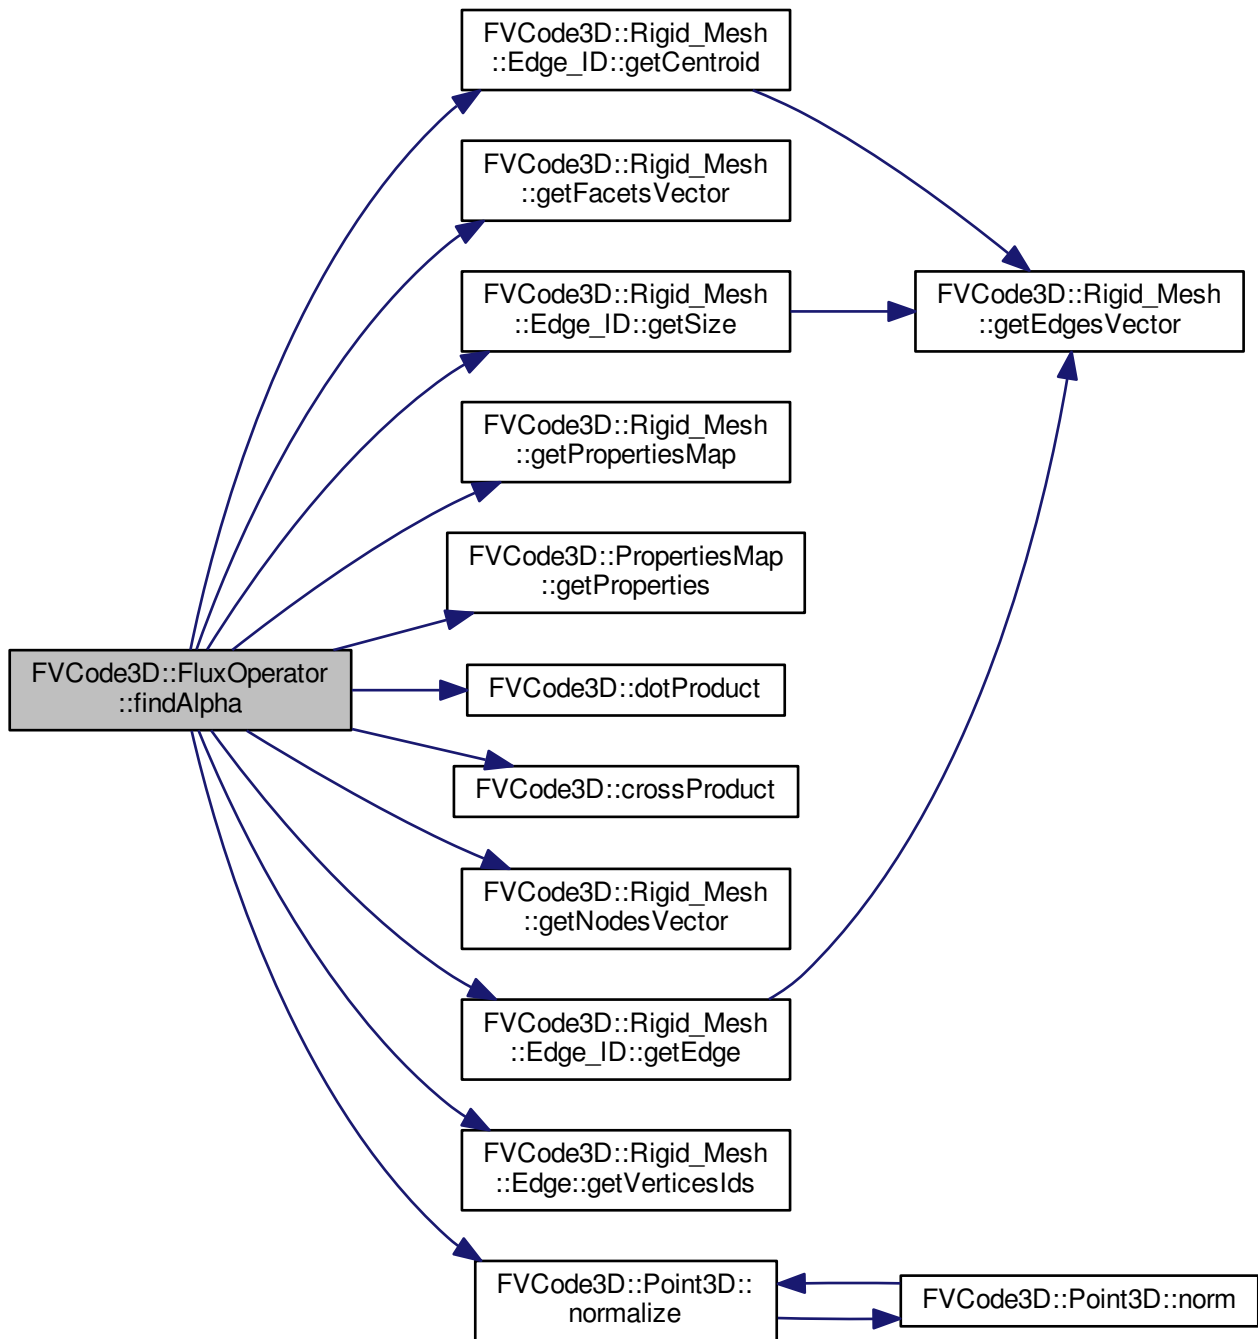 FVCode3D::Rigid_Mesh
::Edge_ID::getCentroid
FVCode3D::Rigid_Mesh
::getFacetsVector
FVCode3D::Rigid_Mesh
::Edge_ID::getSize
FVCode3D::Rigid_Mesh
::getEdgesVector
FVCode3D::Rigid_Mesh
::getPropertiesMap
FVCode3D::PropertiesMap
::getProperties
FVCode3D::FluxOperator
::findAlpha
FVCode3D::dotProduct
FVCode3D::crossProduct
FVCode3D::Rigid_Mesh
::getNodesVector
FVCode3D::Rigid_Mesh
::Edge_ID::getEdge
FVCode3D::Rigid_Mesh
::Edge::getVerticesIds
FVCode3D::Point3D::
normalize
FVCode3D::Point3D::norm